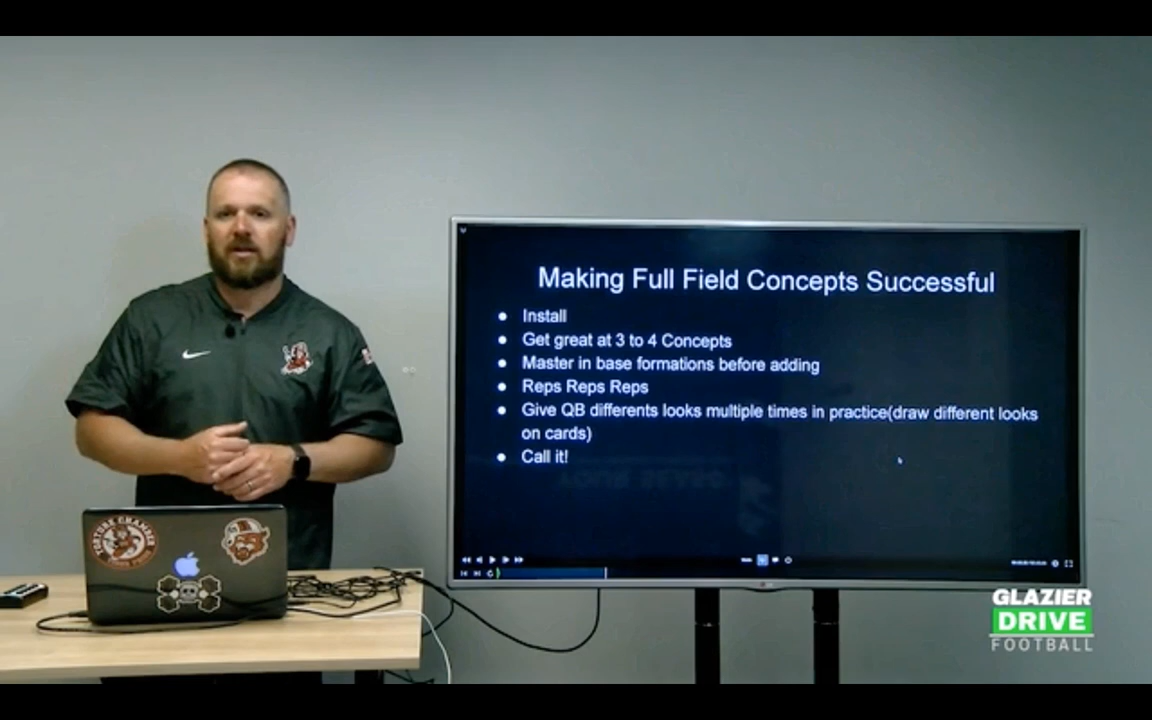 Making Full Field Concepts Successful
● Install
● Get great at 3 to 4 Concepts
● Master in base formations before adding
● Reps Reps Reps
● Give QB differents looks multiple times in practice(draw different looks
on cards)
● Call it!
TORTURE CHAMBER
GLAZIER
DRIVE
FOOTBALL